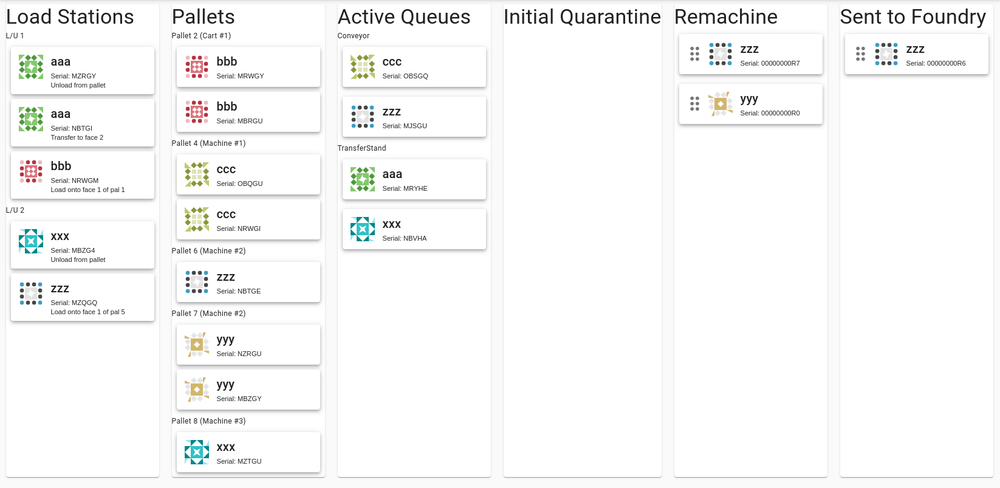 Load Stations
L/U 1
aaa
Serial: MZRGY
Unload from pallet
aaa
Serial: NBTGI
Transfer to face 2
bbb
Serial: NRWGM
Load onto face 1 of pal 1
L/U 2
xxx
Serial: MBZG4
Unload from pallet
zzz
Serial: MZQGQ
Load onto face 1 of pal 5
Pallets
Pallet 2 (Cart #1)
bbb
Serial: MRWGY
bbb
Serial: MBRGU
Pallet 4 (Machine #1)
ccc
Serial: OBQGU
ccc
Serial: NRWGI
Pallet 6 (Machine #2)
zzz
Serial: NBTGE
Pallet 7 (Machine #2)
yyy
Serial: NZRGU
yyy
Serial: MBZGY
Pallet 8 (Machine #3)
xxx
Serial: MZTGU
Active Queues
Conveyor
ccc
Serial: OBSGQ
zzz
Serial: MJSGU
TransferStand
aaa
Serial: MRYHE
xxx
Serial: NBVHA
Initial Quarantine
Remachine
zzz
Serial: 00000000R7
yyy
Serial: 00000000R0
Sent to Foundry
zzz
Serial: 00000000R6